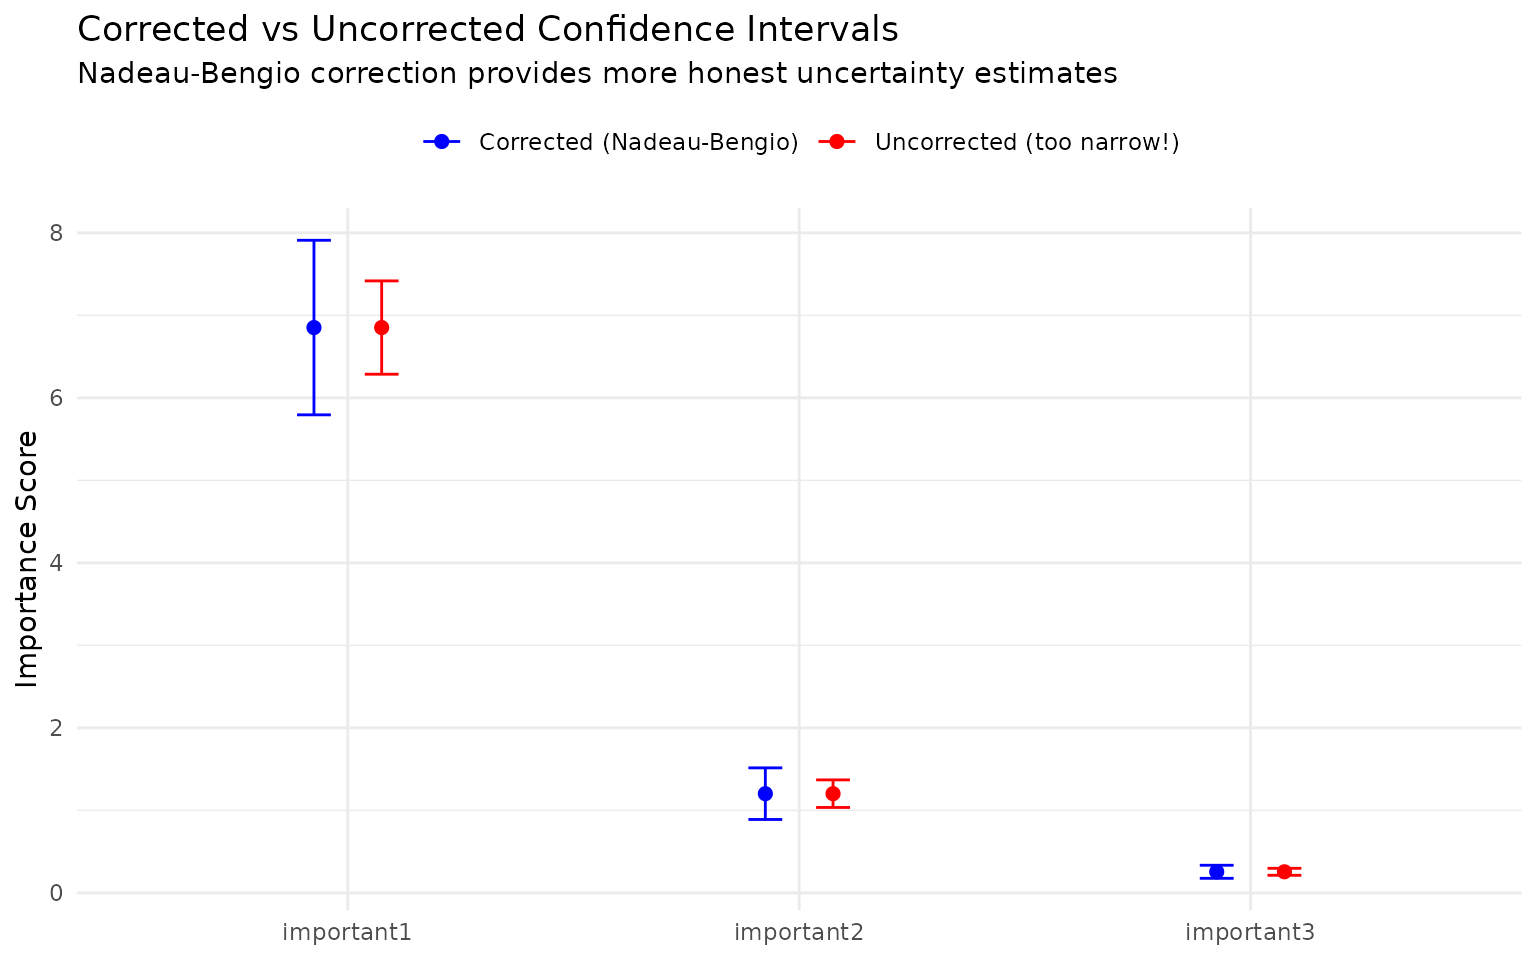 Corrected vs Uncorrected Confidence Intervals
Nadeau-Bengio correction provides more honest uncertainty estimates
Corrected (Nadeau-Bengio) Uncorrected (too narrow!)
Importance Score
8
6
4
2
0
important1 important2 important3